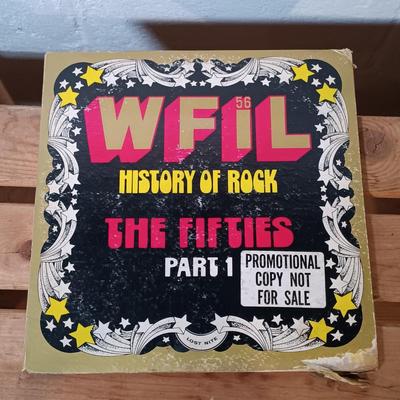 56
WFiL
HISTORY OF ROCK
THE FIFTIES
PART 1
PROMOTIONAL
COPY NOT
FOR SALE
LOST NITE